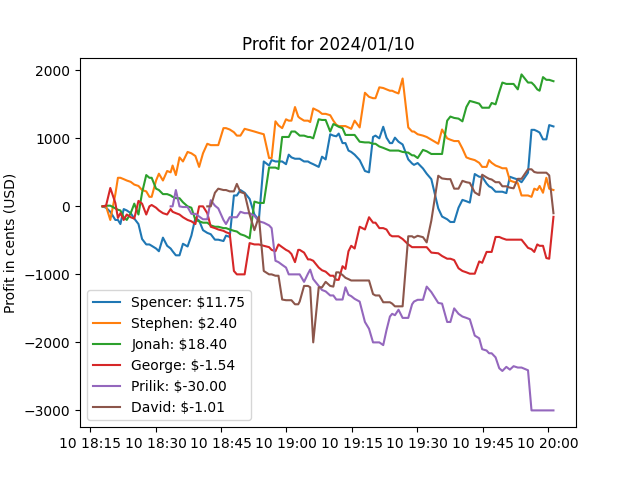 Profit for 2024/01/10
Profit in cents (USD)
2000
1000
0
−1000
−2000
−3000
Spencer: $11.75
Stephen: $2.40
Jonah: $18.40
George: $-1.54
Prilik: $-30.00
David: $-1.01
10 18:15 10 18:30 10 18:45 10 19:00 10 19:15 10 19:30 10 19:45 10 20:00